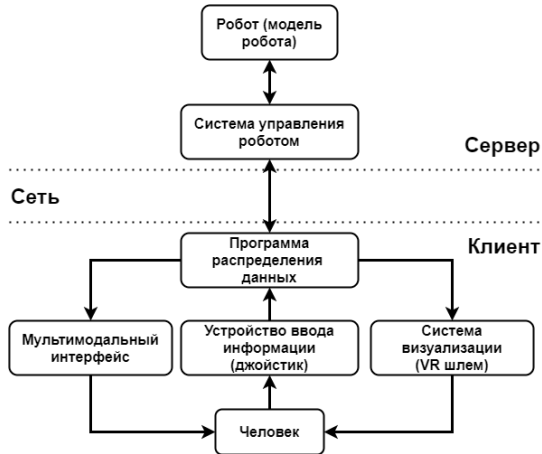 Робот (модель
робота)
Система управления
роботом
Сервер
Сеть
Программа
распределения
данных
Клиент
Мультимодальный
интерфейс
Устройство ввода
информации
(джойстик)
Система
визуализации
(VR шлем)
Человек